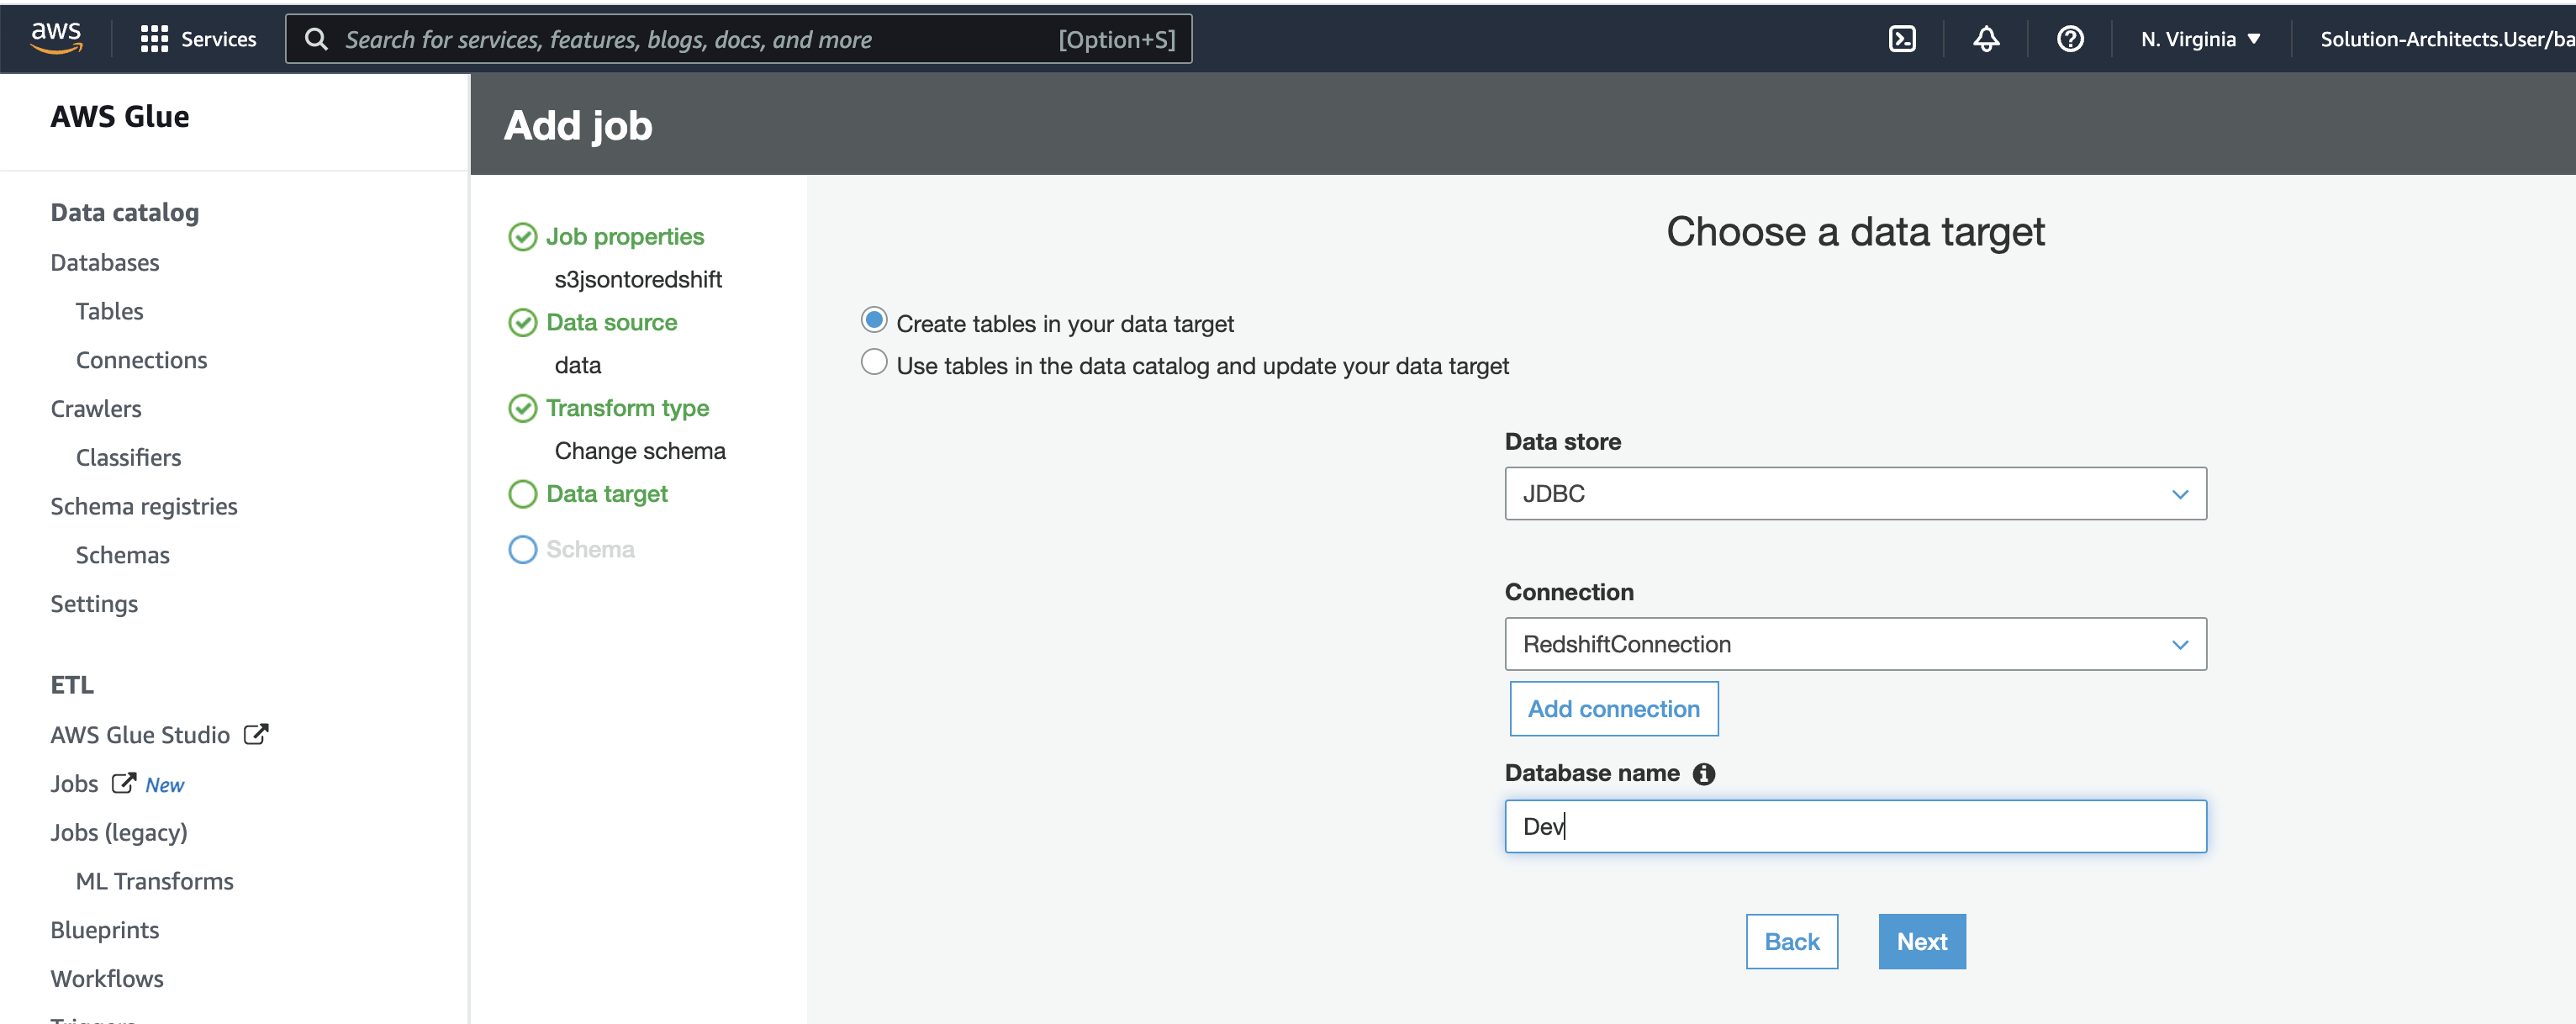 aws
Services
Search for services, features, blogs, docs, and more [Option+S]
N. Virginia
Solution-Architects.User/ba
AWS Glue
Data catalog
Databases
Tables
Connections
Crawlers
Classifiers
Schema registries
Schemas
Settings
ETL
AWS Glue Studio
Jobs New
Jobs (legacy)
ML Transforms
Blueprints
Workflows
Triggers
Add job
Job properties
s3jsontoredshift
Data source
data
Transform type
Change schema
Data target
Schema
Choose a data target
Create tables in your data target
Use tables in the data catalog and update your data target
Data store
JDBC
Connection
RedshiftConnection
Add connection
Database name
Dev
Back
Next